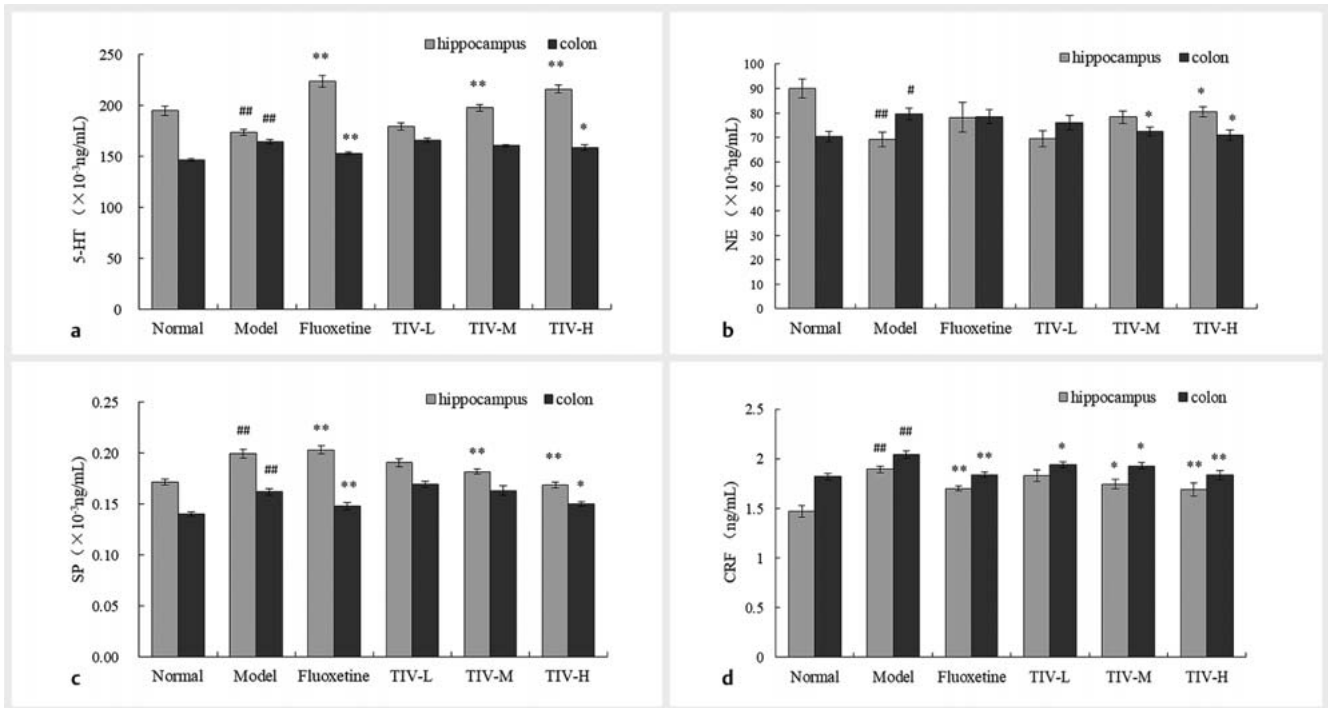 hippocampus colon
250
200
150
100
50
0
5-HT （×10⁻³ng/mL）
** ## ## ** ** ** *
Normal Model Fluoxetine TIV-L TIV-M TIV-H
a
hippocampus colon
100
90
80
70
60
50
40
30
20
10
0
NE （×10⁻³ng/mL）
## # * * *
Normal Model Fluoxetine TIV-L TIV-M TIV-H
b
hippocampus colon
0.25
0.20
0.15
0.10
0.05
0.00
SP（×10⁻³ng/mL）
## ## ** ** ** ** *
Normal Model Fluoxetine TIV-L TIV-M TIV-H
c
hippocampus colon
2.5
2
1.5
1
0.5
0
CRF （ng/mL）
## ## ** ** * * * ** **
Normal Model Fluoxetine TIV-L TIV-M TIV-H
d